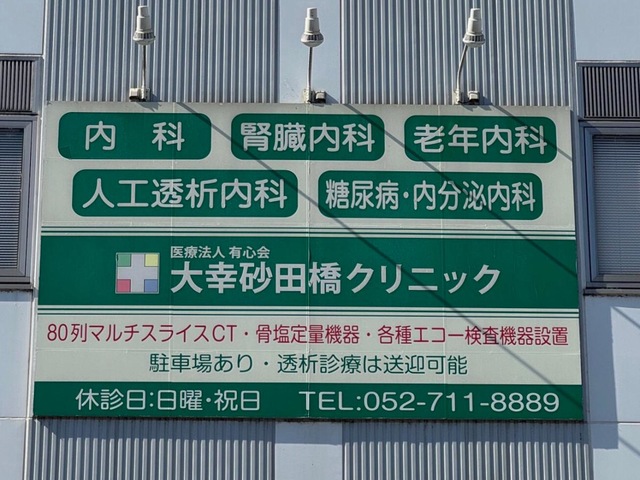 内科 腎臓内科 老年内科
人工透析内科 糖尿病・内分泌内科
医療法人 有心会
大幸砂田橋クリニック
80列マルチスライスCT・骨塩定量機器・各種エコー検査機器設置
駐車場あり・透析診療は送迎可能
休診日:日曜・祝日 TEL:052-711-8889